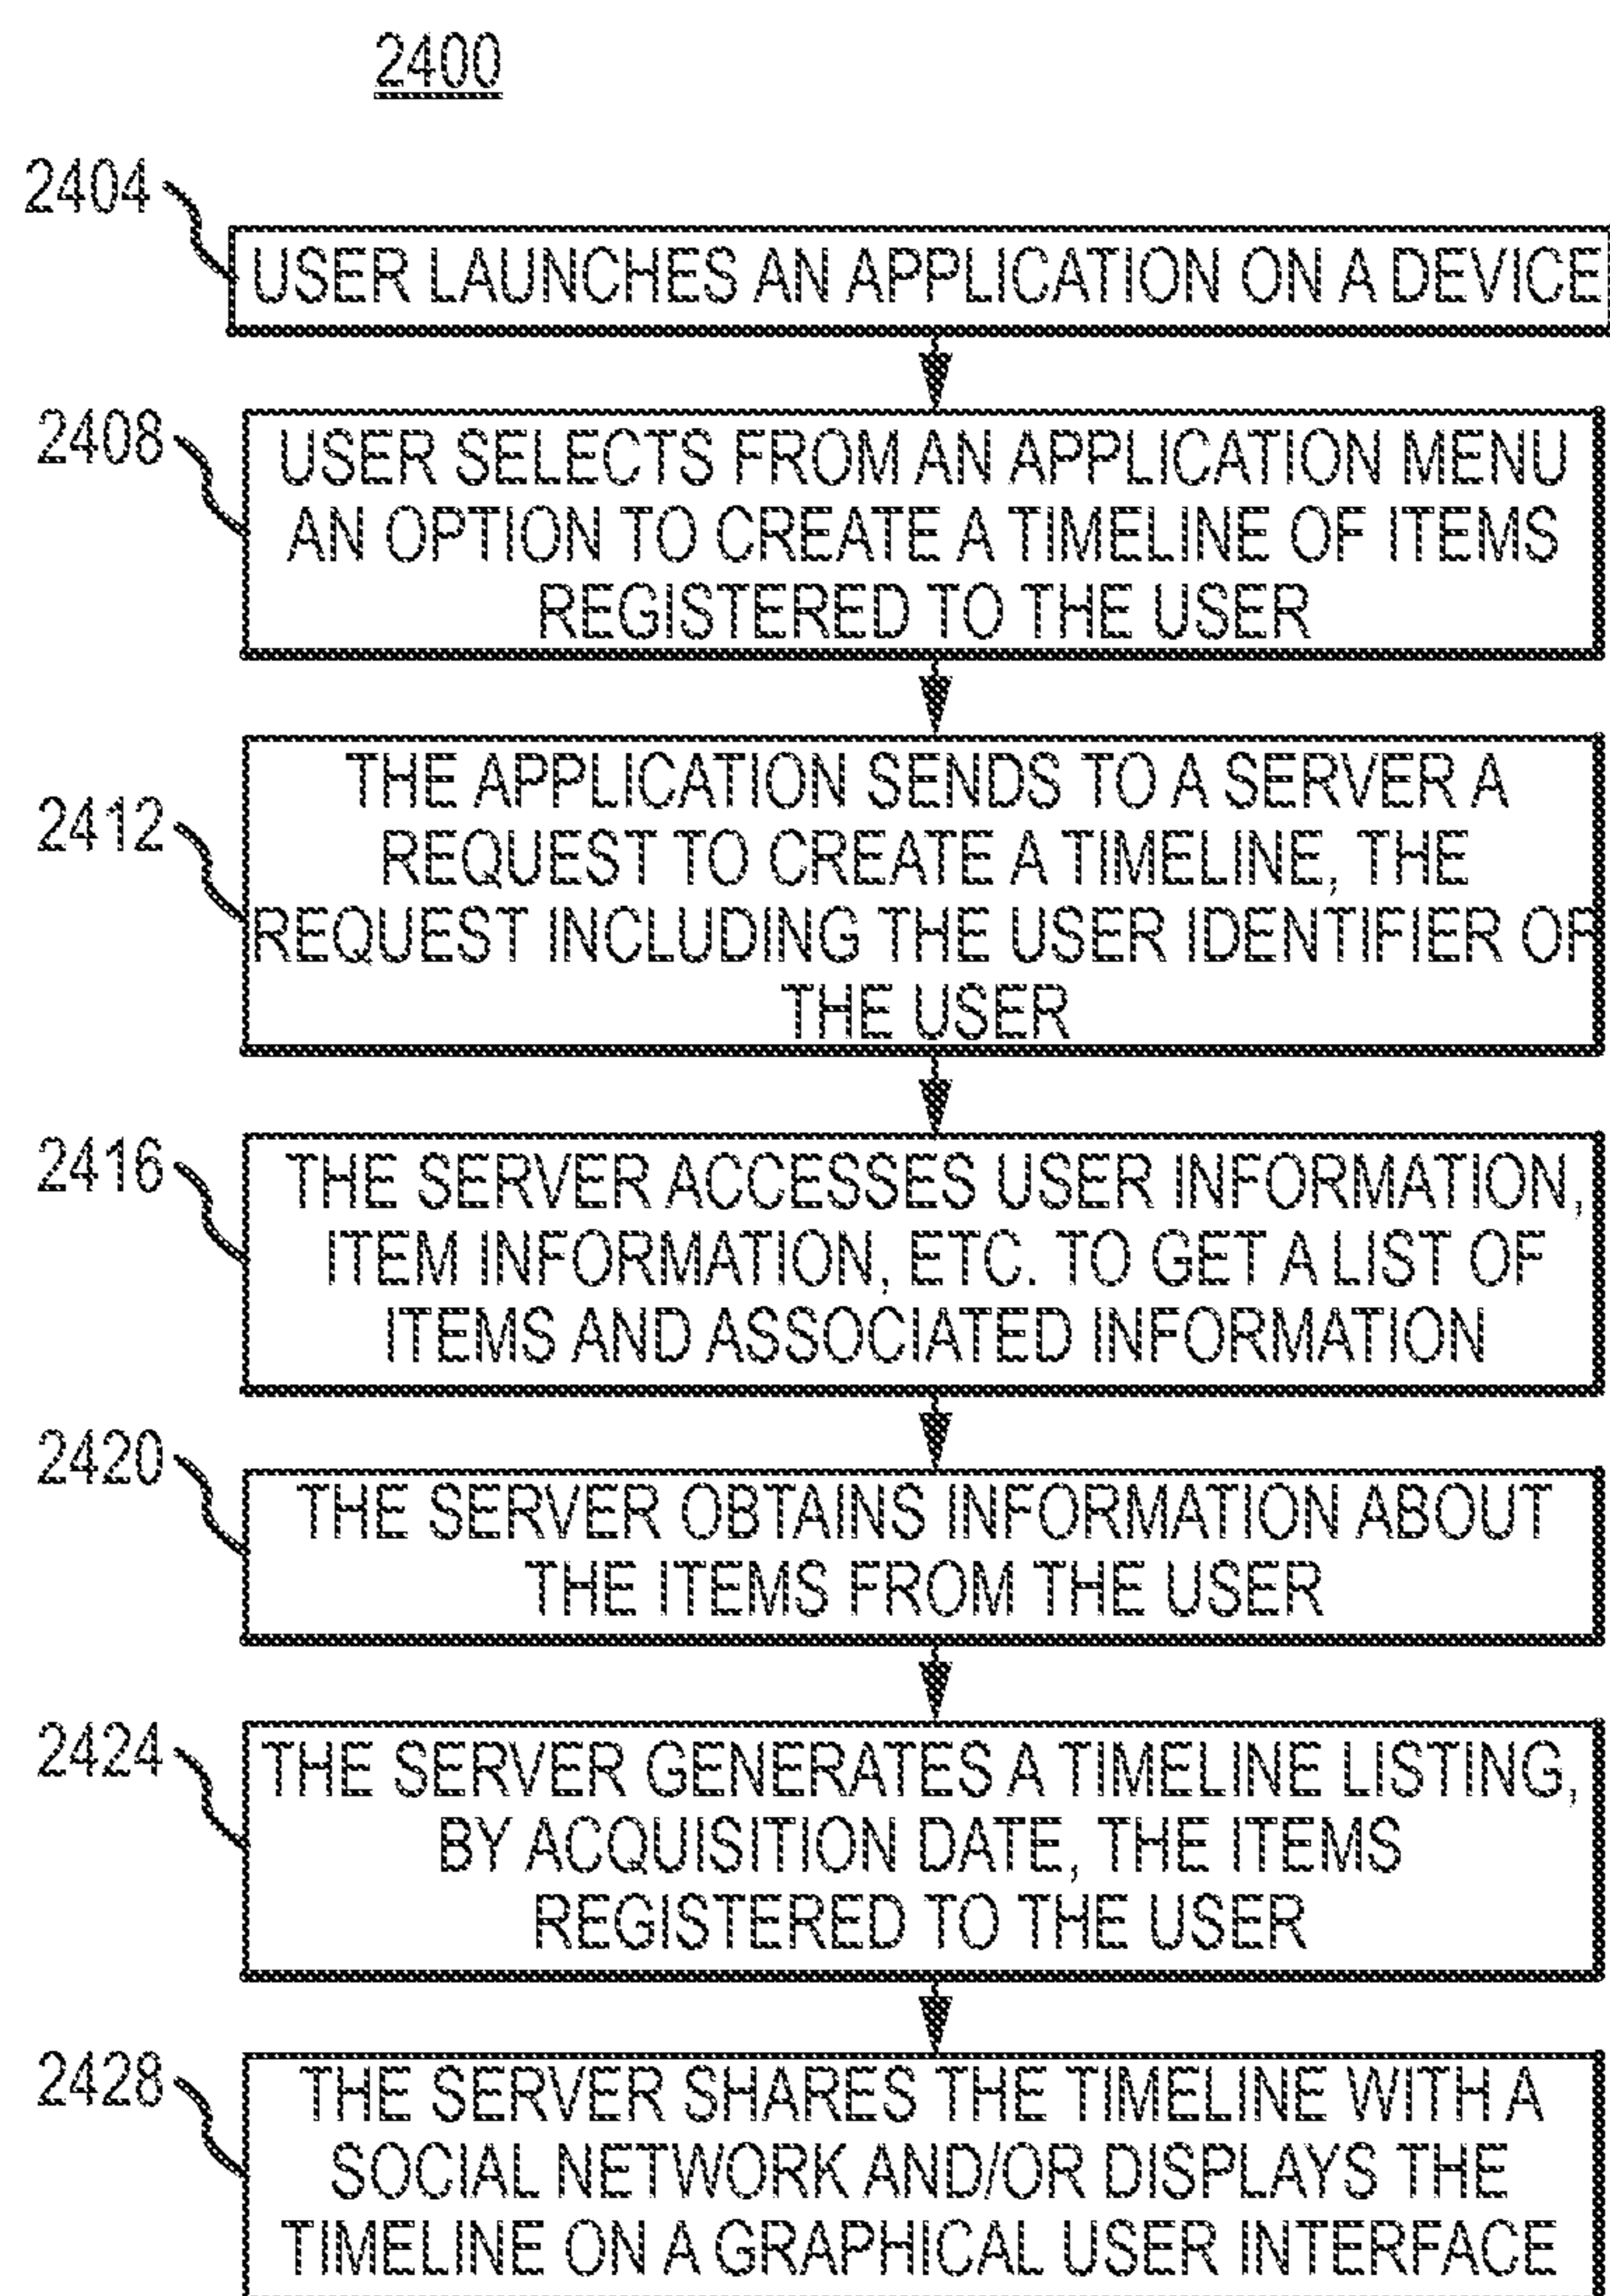 2400
2404
USER LAUNCHES AN APPLICATION ON A DEVICE
2408
USER SELECTS FROM AN APPLICATION MENU
AN OPTION TO CREATE A TIMELINE OF ITEMS
REGISTERED TO THE USER
2412
THE APPLICATION SENDS TO A SERVER A
REQUEST TO CREATE A TIMELINE, THE
REQUEST INCLUDING THE USER IDENTIFIER OF
THE USER
2416
THE SERVER ACCESSES USER INFORMATION,
ITEM INFORMATION, ETC. TO GET A LIST OF
ITEMS AND ASSOCIATED INFORMATION
2420
THE SERVER OBTAINS INFORMATION ABOUT
THE ITEMS FROM THE USER
2424
THE SERVER GENERATES A TIMELINE LISTING,
BY ACQUISITION DATE, THE ITEMS
REGISTERED TO THE USER
2428
THE SERVER SHARES THE TIMELINE WITH A
SOCIAL NETWORK AND/OR DISPLAYS THE
TIMELINE ON A GRAPHICAL USER INTERFACE